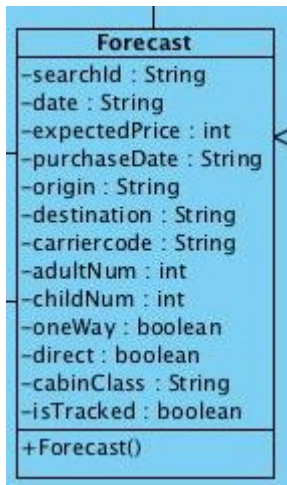 Forecast
-searchId : String
-date : String
-expectedPrice : int
-purchaseDate : String
-origin : String
-destination : String
-carriercode : String
-adultNum : int
-childNum : int
-oneWay : boolean
-direct : boolean
-cabinClass : String
-isTracked : boolean
+Forecast()